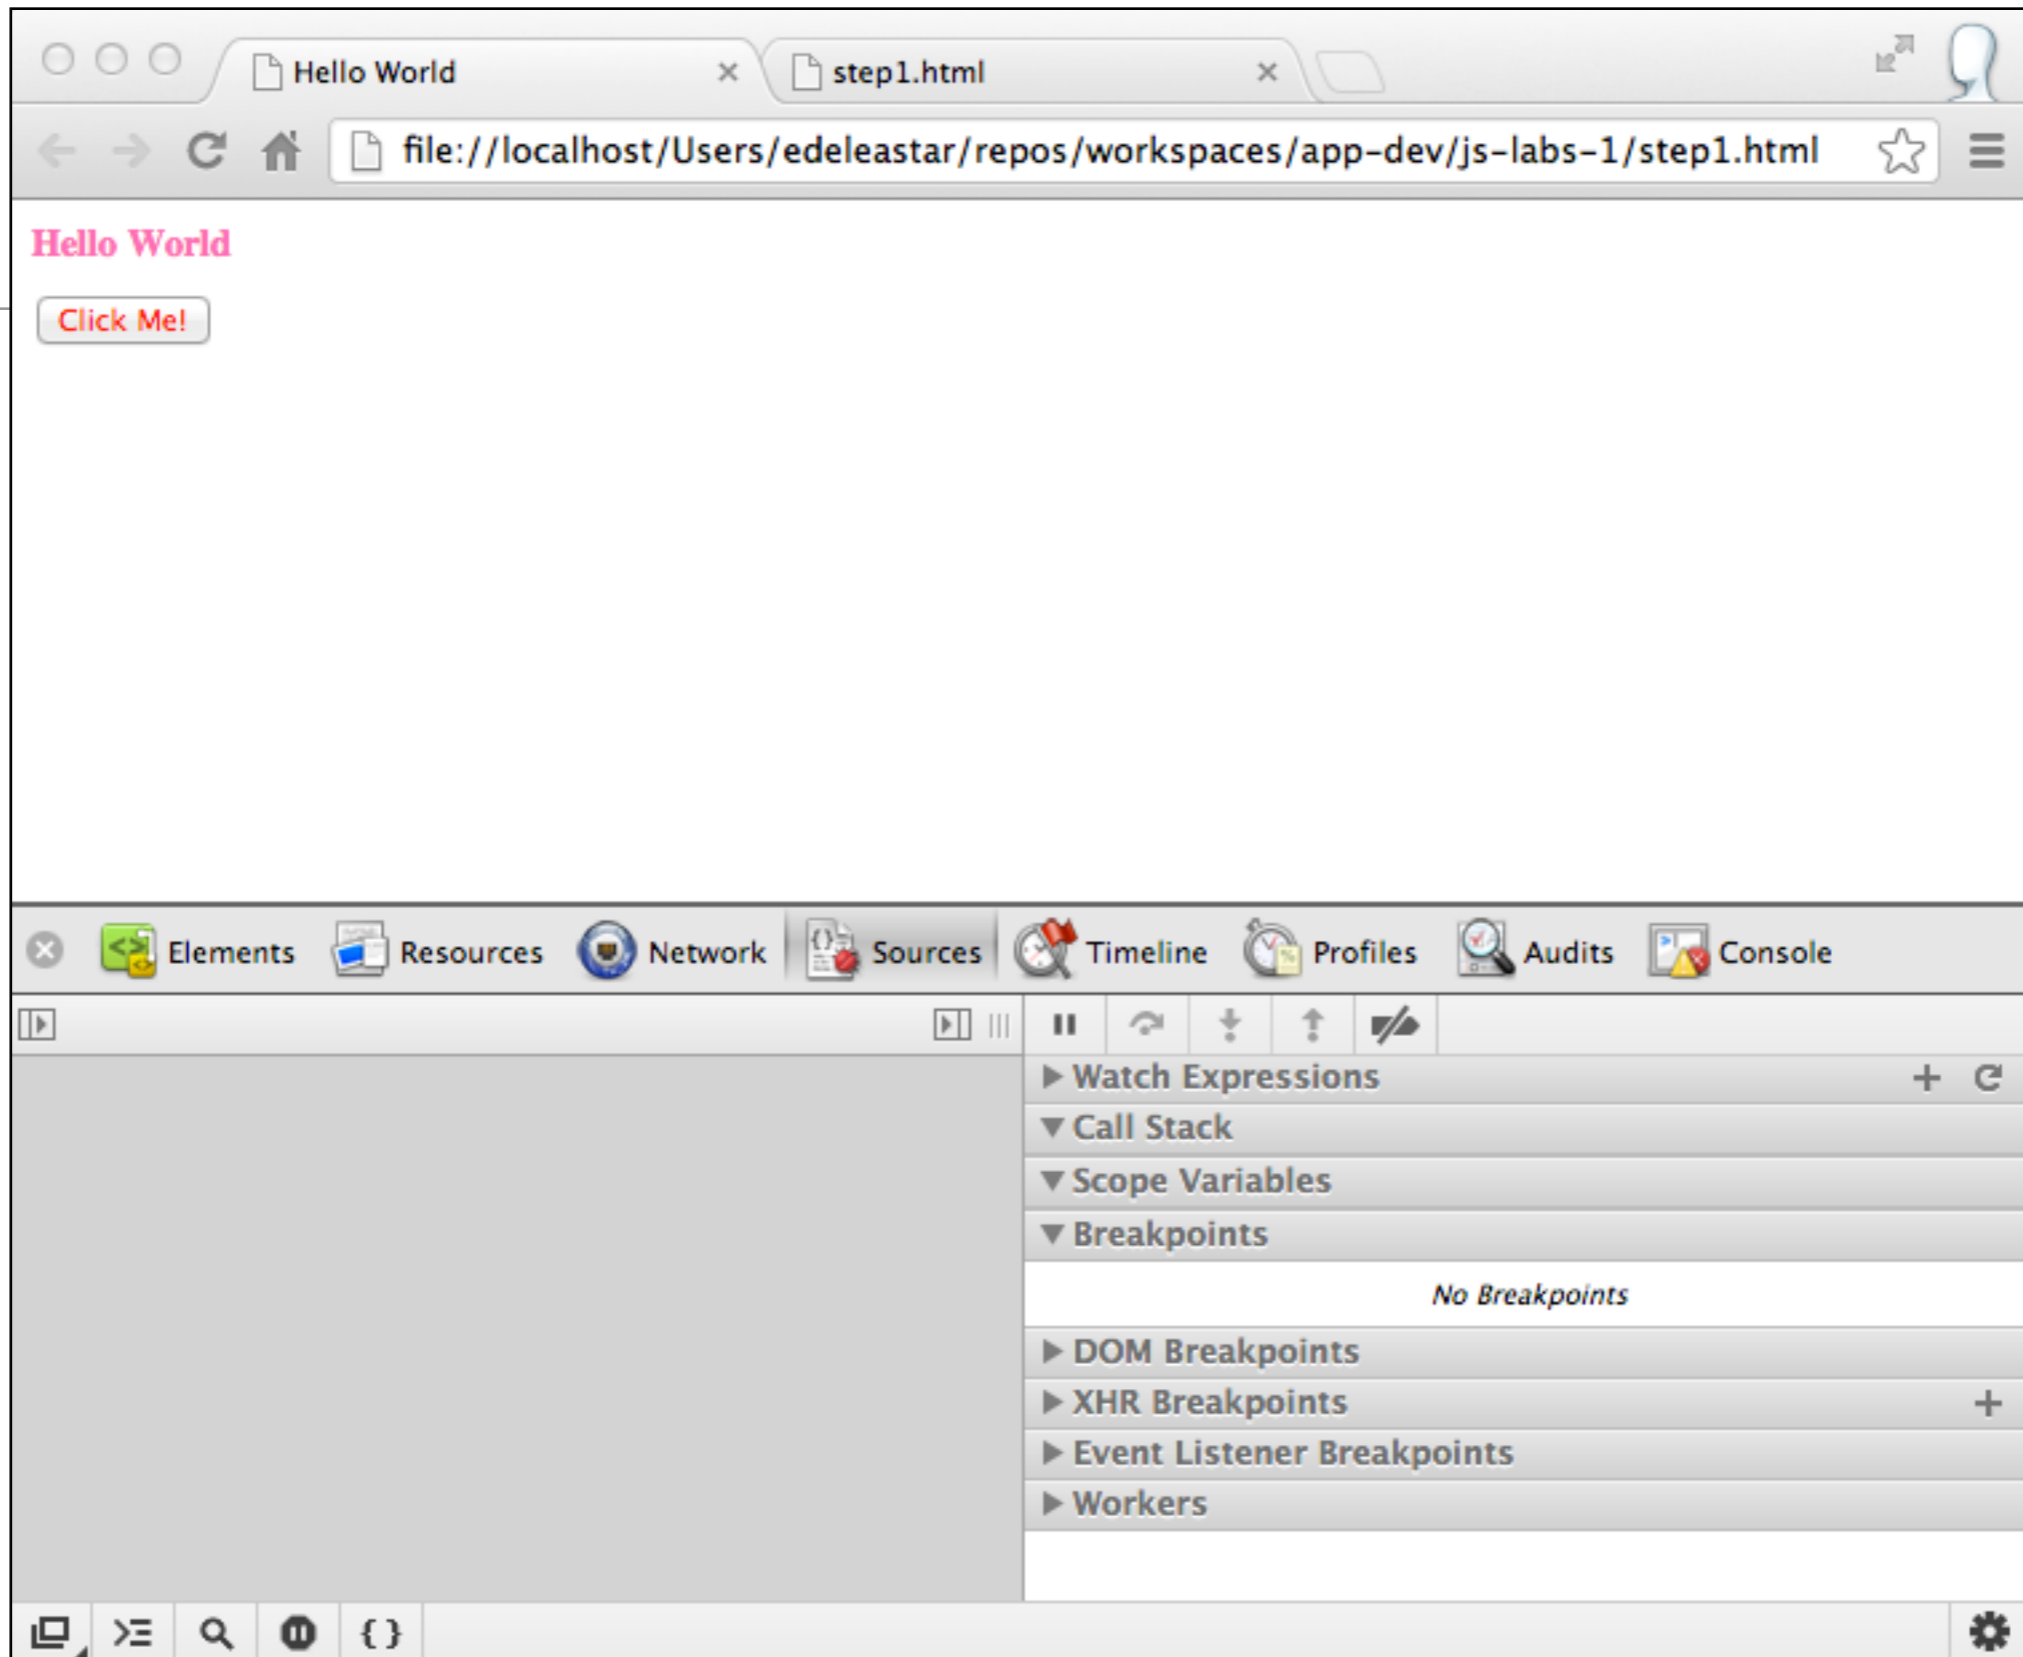 Hello World
step1.html
file://localhost/Users/edeleastar/repos/workspaces/app-dev/js-labs-1/step1.html
Hello World
Click Me!
Elements Resources Network Sources Timeline Profiles Audits Console
Watch Expressions
Call Stack
Scope Variables
Breakpoints
No Breakpoints
DOM Breakpoints
XHR Breakpoints
Event Listener Breakpoints
Workers